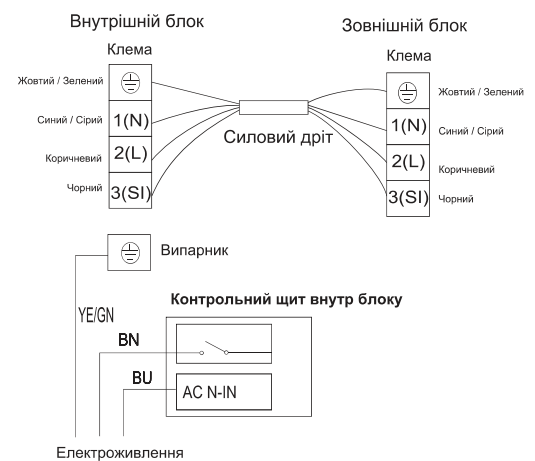 Внутрішній блок
Зовнішній блок
Клема
Клема
Жовтий / Зелений
Жовтий / Зелений
Синий / Сірий
1(N)
1(N)
Синий / Сірий
Силовий дріт
Коричневий
2(L)
2(L)
Коричневий
Чорний
3(SI)
3(SI)
Чорний
Випарник
Контрольний щит внутр блоку
YE/GN
BN
BU
AC N-IN
Електроживлення